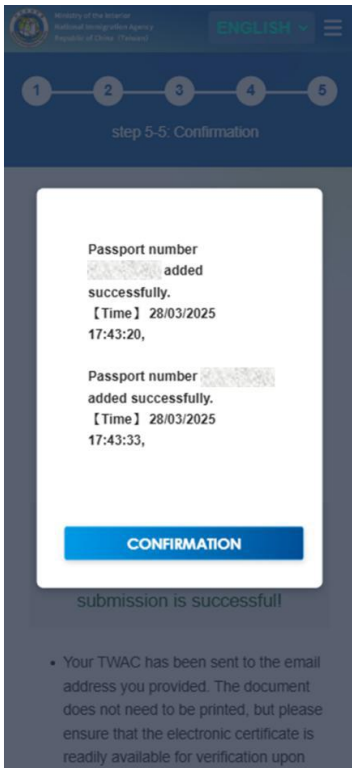 Ministry of the Interior
National Immigration Agency
Republic of China (Taiwan)
ENGLISH
1 2 3 4 5
step 5-5: Confirmation
Passport number
added
successfully.
【Time】 28/03/2025
17:43:20,
Passport number
added successfully.
【Time】 28/03/2025
17:43:33,
CONFIRMATION
submission is successful!
• Your TWAC has been sent to the email
address you provided. The document
does not need to be printed, but please
ensure that the electronic certificate is
readily available for verification upon